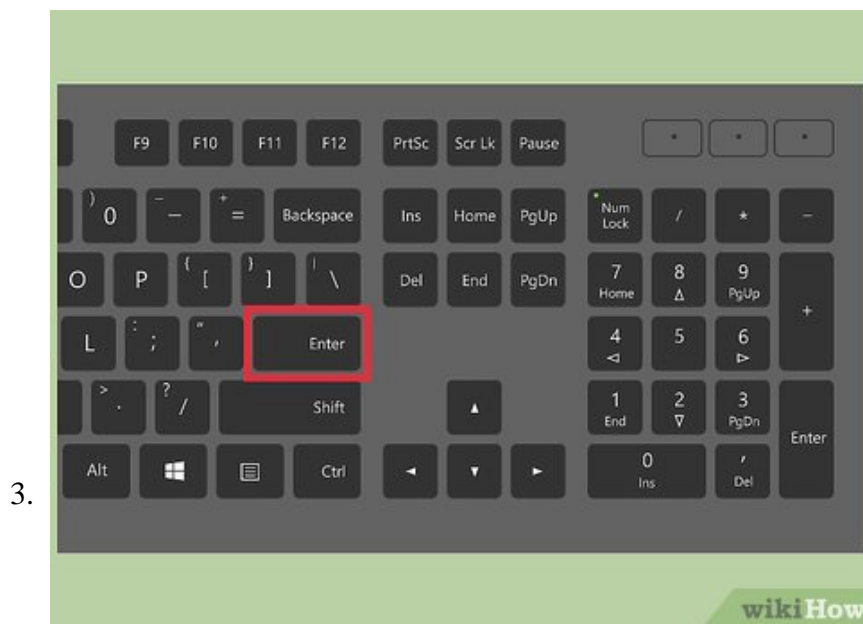 F9 F10 F11 F12 PrtSc Scr Lk Pause
) 0 – — + = Backspace Ins Home PgUp Num Lock / * –
O P { [ } ] | \ Del End PgDn 7 Home 8 9 PgUp +
L : ; " ' Enter 4 5 6
> . ? / Shift 1 End 2 3 PgDn Enter
Alt Ctrl 0 Ins ' Del
3.
wikiHow